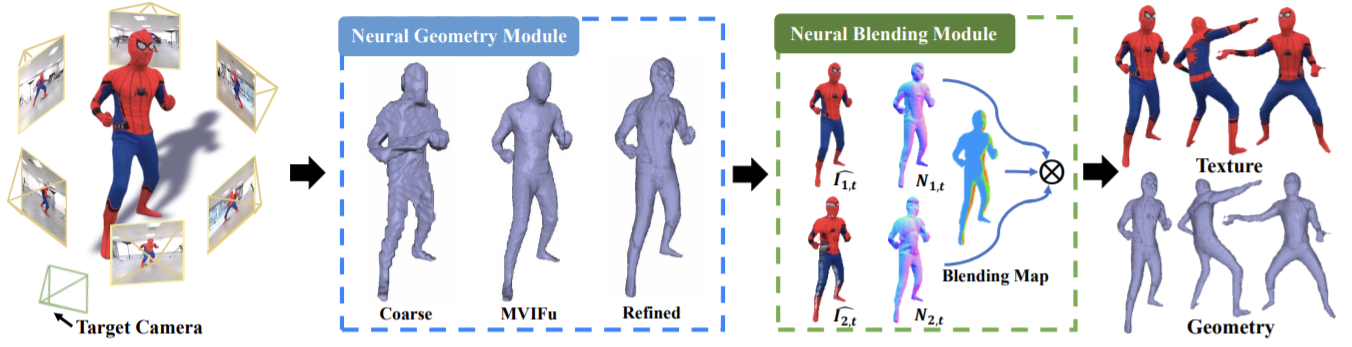 Target Camera
Neural Geometry Module
Coarse
MVIFu
Refined
Neural Blending Module
$\widehat{I_{1,t}}$
$N_{1,t}$
$\widehat{I_{2,t}}$
$N_{2,t}$
Blending Map
Texture
Geometry